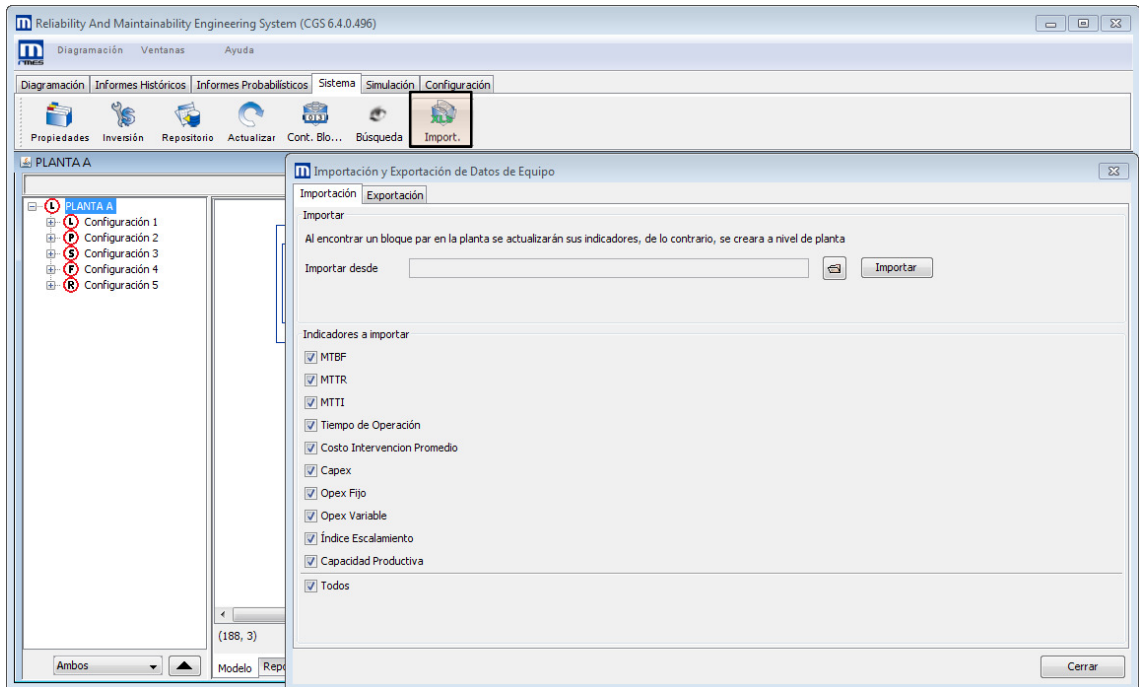 Reliability And Maintainability Engineering System (CGS 6.4.0.496)
rmes Diagramación Ventanas Ayuda
Diagramación Informes Históricos Informes Probabilísticos Sistema Simulación Configuración
Propiedades Inversión Repositorio Actualizar Cont. Blo... Búsqueda Import.
PLANTA A
Importación y Exportación de Datos de Equipo
Importación Exportación
L PLANTA A
L Configuración 1
P Configuración 2
S Configuración 3
F Configuración 4
R Configuración 5
Importar
Al encontrar un bloque par en la planta se actualizarán sus indicadores, de lo contrario, se creara a nivel de planta
Importar desde Importar
Indicadores a importar
MTBF
MTTR
MTTI
Tiempo de Operación
Costo Intervencion Promedio
Capex
Opex Fijo
Opex Variable
Índice Escalamiento
Capacidad Productiva
Todos
(188, 3)
Ambos Modelo Repo
Cerrar